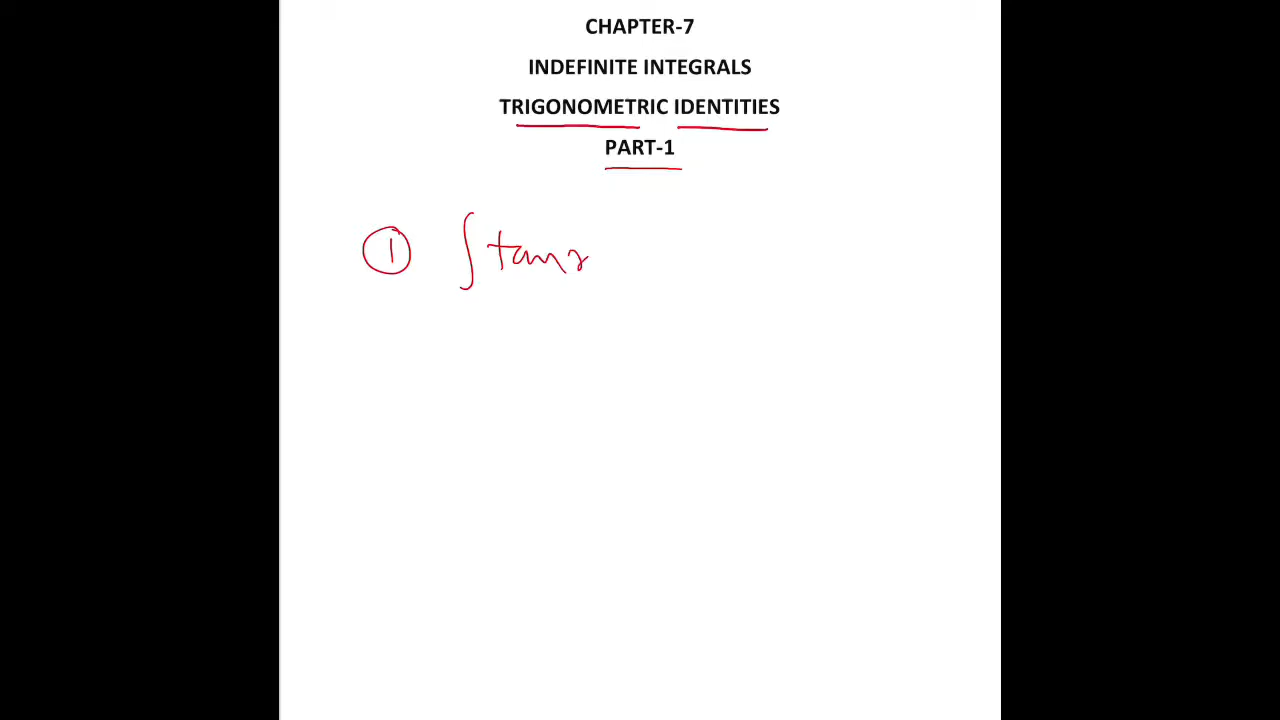 CHAPTER-7
INDEFINITE INTEGRALS
TRIGONOMETRIC IDENTITIES
PART-1
① ∫ tan x